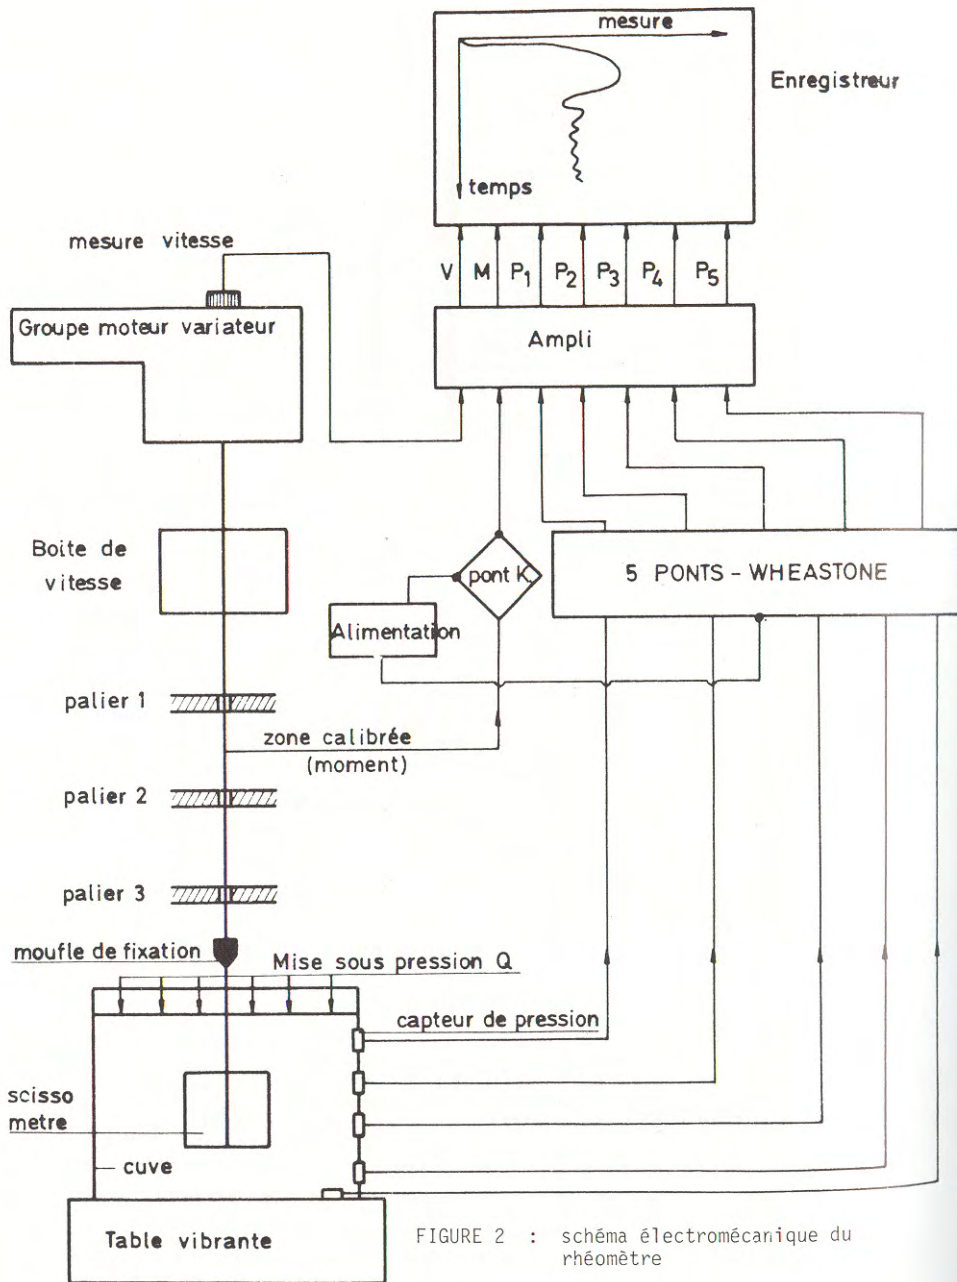 mesure
Enregistreur
temps
mesure vitesse
V M P1 P2 P3 P4 P5
Groupe moteur variateur
Ampli
Boite de
vitesse
pont K.
5 PONTS - WHEASTONE
Alimentation
palier 1
zone calibrée
(moment)
palier 2
palier 3
moufle de fixation
Mise sous pression Q
capteur de pression
scisso
metre
cuve
Table vibrante
FIGURE 2 : schéma électromécanique du
rhéomètre